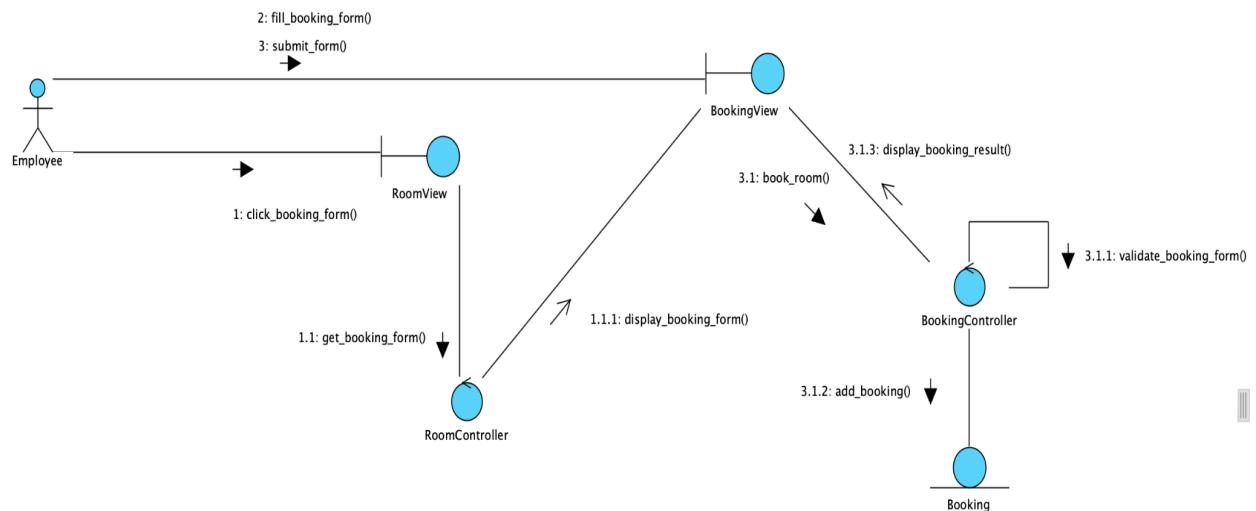 2: fill_booking_form()
3: submit_form()
BookingView
Employee
3.1.3: display_booking_result()
3.1: book_room()
RoomView
1: click_booking_form()
3.1.1: validate_booking_form()
BookingController
1.1.1: display_booking_form()
1.1: get_booking_form()
3.1.2: add_booking()
RoomController
Booking